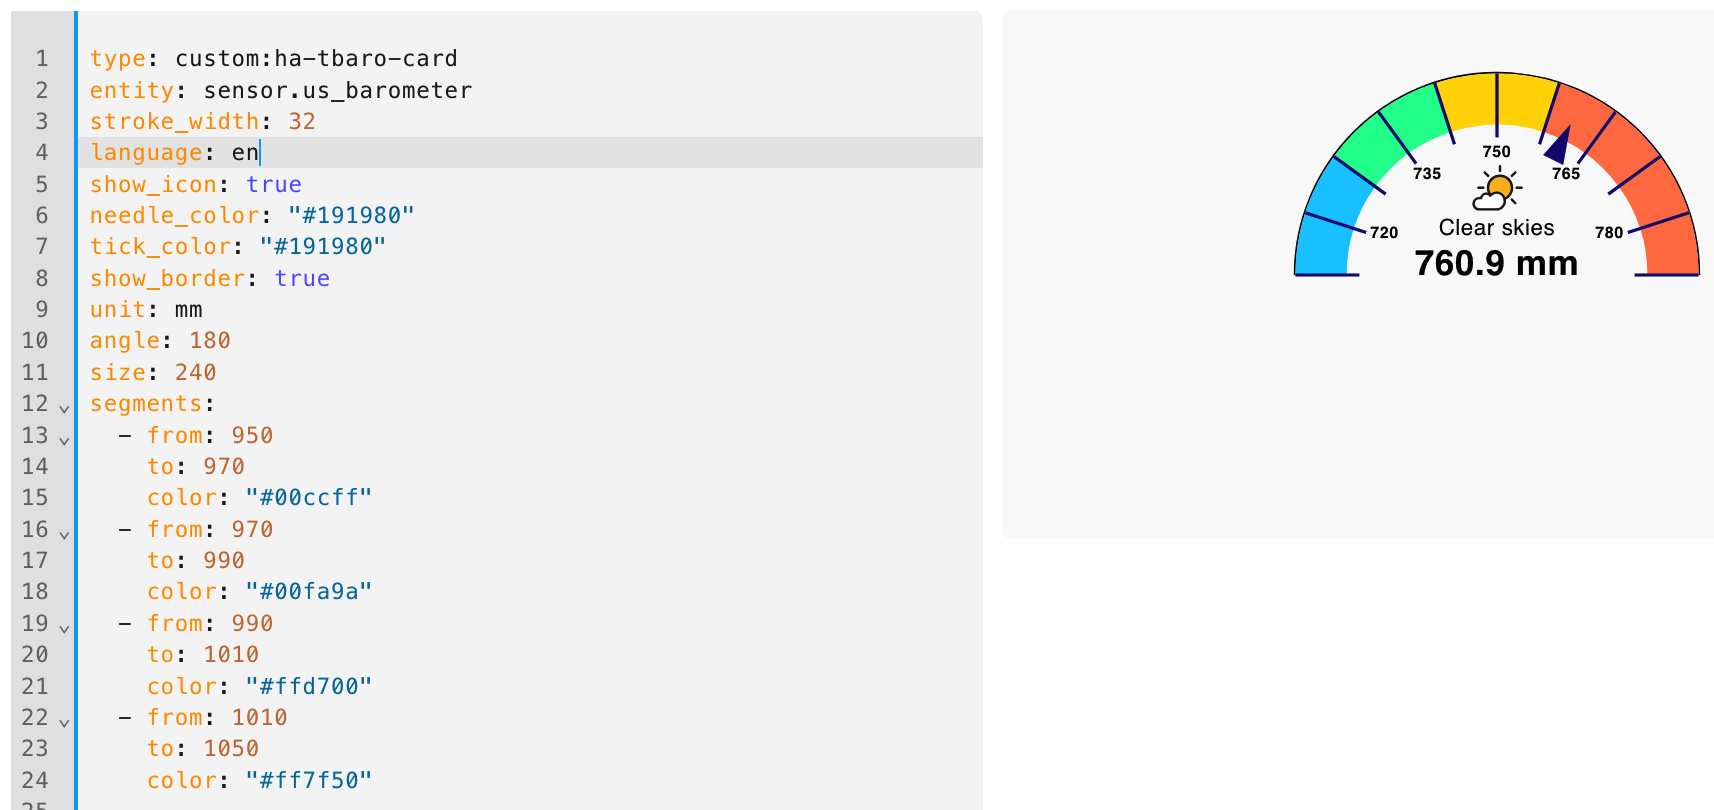 1 type: custom:ha-tbaro-card
2 entity: sensor.us_barometer
3 stroke_width: 32
4 language: en
5 show_icon: true
6 needle_color: "#191980"
7 tick_color: "#191980"
8 show_border: true
9 unit: mm
10 angle: 180
11 size: 240
12 segments:
13 - from: 950
14 to: 970
15 color: "#00ccff"
16 - from: 970
17 to: 990
18 color: "#00fa9a"
19 - from: 990
20 to: 1010
21 color: "#ffd700"
22 - from: 1010
23 to: 1050
24 color: "#ff7f50"
25
750
735 765
720 780
Clear skies
760.9 mm